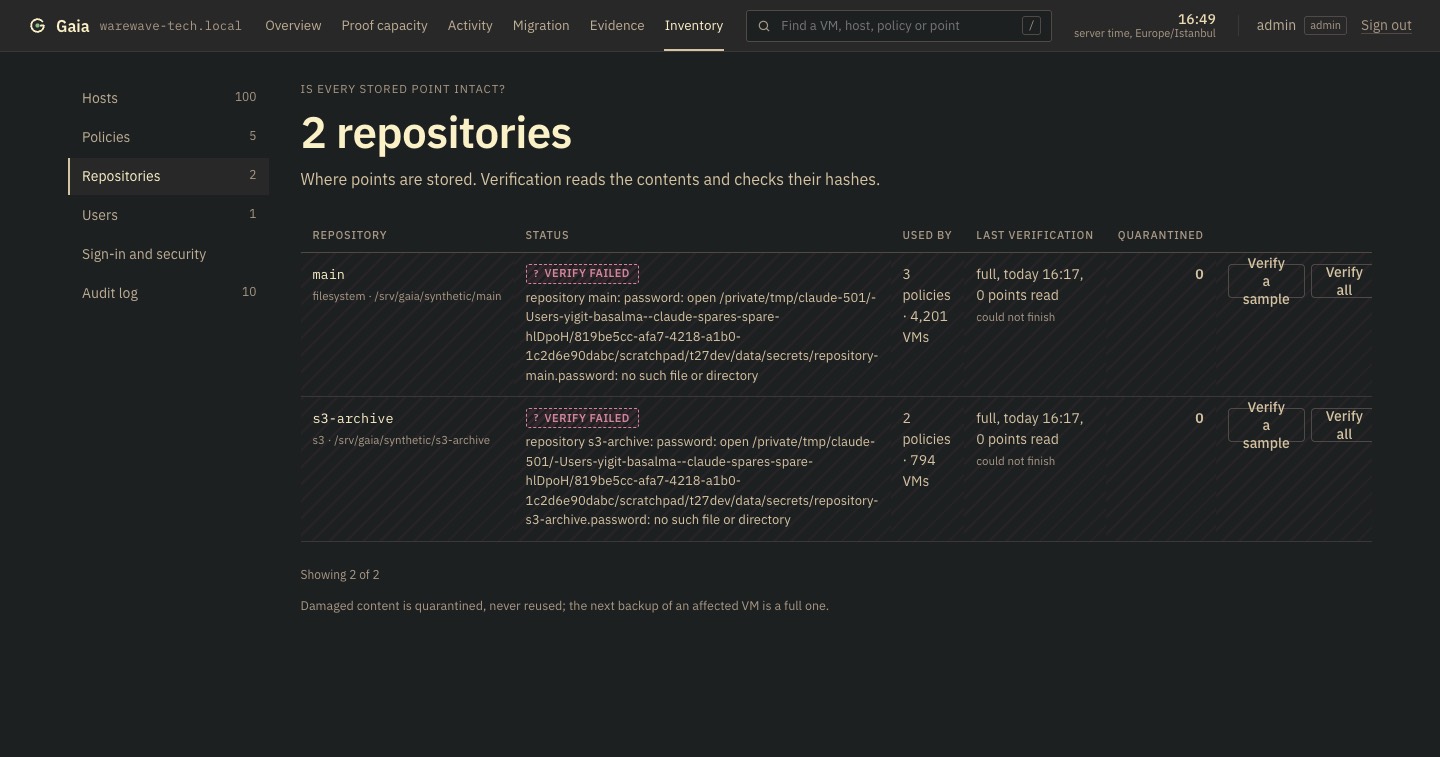 Gaia warewave-tech.local Overview Proof capacity Activity Migration Evidence Inventory Find a VM, host, policy or point / 16:49 admin admin Sign out
server time, Europe/Istanbul
Hosts 100
Policies 5
Repositories 2
Users 1
Sign-in and security
Audit log 10
IS EVERY STORED POINT INTACT?
2 repositories
Where points are stored. Verification reads the contents and checks their hashes.
REPOSITORY STATUS USED BY LAST VERIFICATION QUARANTINED
main
filesystem · /srv/gaia/synthetic/main
? VERIFY FAILED
repository main: password: open /private/tmp/claude-501/-
Users-yigit-basalma--claude-spares-spare-
hlDpoH/819be5cc-afa7-4218-a1b0-
1c2d6e90dabc/scratchpad/t27dev/data/secrets/repository-
main.password: no such file or directory
3
policies
· 4,201
VMs
full, today 16:17,
0 points read
could not finish
0
Verify
a
sample
Verify
all
s3-archive
s3 · /srv/gaia/synthetic/s3-archive
? VERIFY FAILED
repository s3-archive: password: open /private/tmp/claude-
501/-Users-yigit-basalma--claude-spares-spare-
hlDpoH/819be5cc-afa7-4218-a1b0-
1c2d6e90dabc/scratchpad/t27dev/data/secrets/repository-
s3-archive.password: no such file or directory
2
policies
· 794
VMs
full, today 16:17,
0 points read
could not finish
0
Verify
a
sample
Verify
all
Showing 2 of 2
Damaged content is quarantined, never reused; the next backup of an affected VM is a full one.